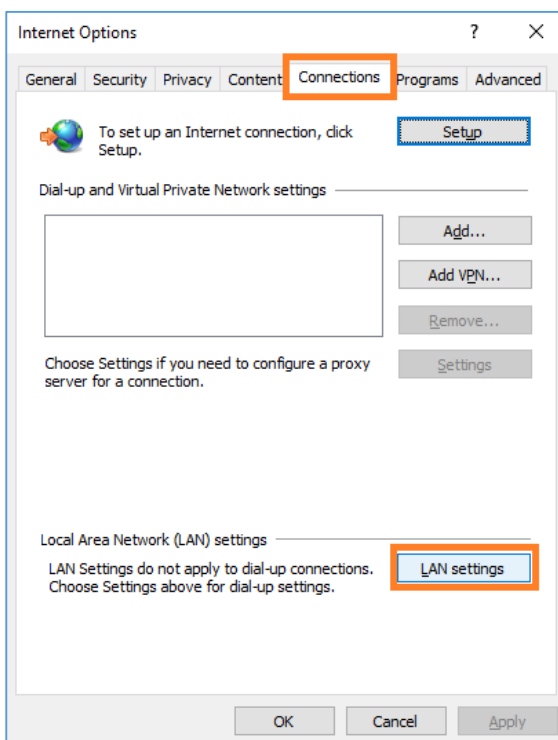 Internet Options ?
General Security Privacy Content Connections Programs Advanced
To set up an Internet connection, click
Setup.
Setup
Dial-up and Virtual Private Network settings
Add...
Add VPN...
Remove...
Choose Settings if you need to configure a proxy
server for a connection.
Settings
Local Area Network (LAN) settings
LAN Settings do not apply to dial-up connections.
Choose Settings above for dial-up settings.
LAN settings
OK Cancel Apply